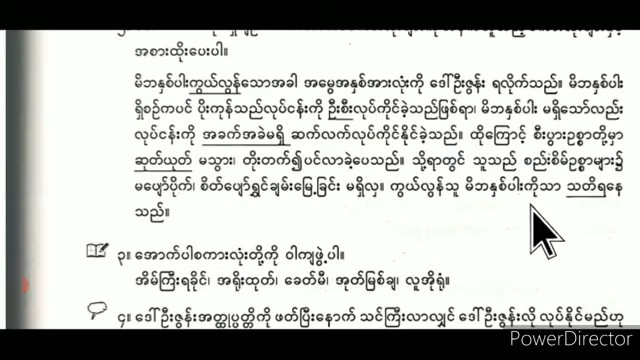 အစားထိုးပေးပါ။
မိဘနှစ်ပါးကွယ်လွန်သောအခါ အမွေအနှစ်အားလုံးကို ဒေါ်ဦးဇွန်း ရလိုက်သည်။ မိဘနှစ်ပါး
ရှိစဉ်ကပင် ပိုးကုန်သည်လုပ်ငန်းကို ဦးစီးလုပ်ကိုင်ခဲ့သည်ဖြစ်ရာ၊ မိဘနှစ်ပါး မရှိသော်လည်း
လုပ်ငန်းကို အခက်အခဲမရှိ ဆက်လက်လုပ်ကိုင်နိုင်ခဲ့သည်။ ထို့ကြောင့် စီးပွားဥစ္စာတို့မှာ
ဆုတ်ယုတ် မသွား၊ တိုးတက်၍ပင်လာခဲ့ပေသည်။ သို့ရာတွင် သူသည် စည်းစိမ်ဥစ္စာများ၌
မပျော်ပိုက်၊ စိတ်ပျော်ရွှင်ချမ်းမြေ့ခြင်း မရှိလှ။ ကွယ်လွန်သူ မိဘနှစ်ပါးကိုသာ သတိရနေ
သည်။
၃။ အောက်ပါစကားလုံးတို့ကို ဝါကျဖွဲ့ပါ။
အိမ်ကြီးရခိုင်၊ အရိုးထုတ်၊ ခေတ်မီ၊ အုတ်မြစ်ချ၊ လူအိုရုံ။
၄။ ဒေါ်ဦးဇွန်းအတ္ထုပ္ပတ္တိကို ဖတ်ပြီးနောက် သင်ကြီးလာလျှင် ဒေါ်ဦးဇွန်းလို လုပ်နိုင်မည်ဟု
PowerDirector